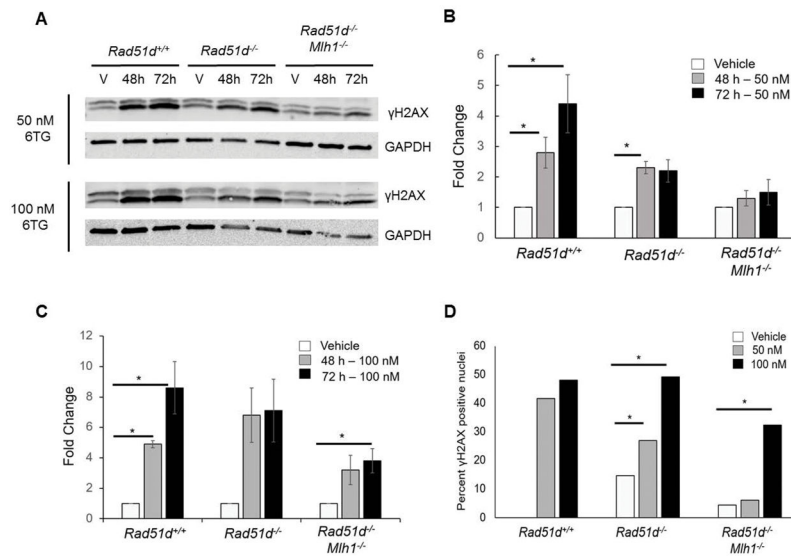 A
Rad51d+/+ Rad51d-/- Rad51d-/-
Mlh1-/-
V 48h 72h V 48h 72h V 48h 72h
50 nM
6TG
γH2AX
GAPDH
100 nM
6TG
γH2AX
GAPDH
B
Fold Change
6
5
4
3
2
1
0
Vehicle
48 h – 50 nM
72 h – 50 nM
* * *
Rad51d+/+ Rad51d-/- Rad51d-/-
Mlh1-/-
C
Fold Change
12
10
8
6
4
2
0
Vehicle
48 h – 100 nM
72 h – 100 nM
* * *
Rad51d+/+ Rad51d-/- Rad51d-/-
Mlh1-/-
D
Percent γH2AX positive nuclei
60
50
40
30
20
10
0
Vehicle
50 nM
100 nM
* * *
Rad51d+/+ Rad51d-/- Rad51d-/-
Mlh1-/-